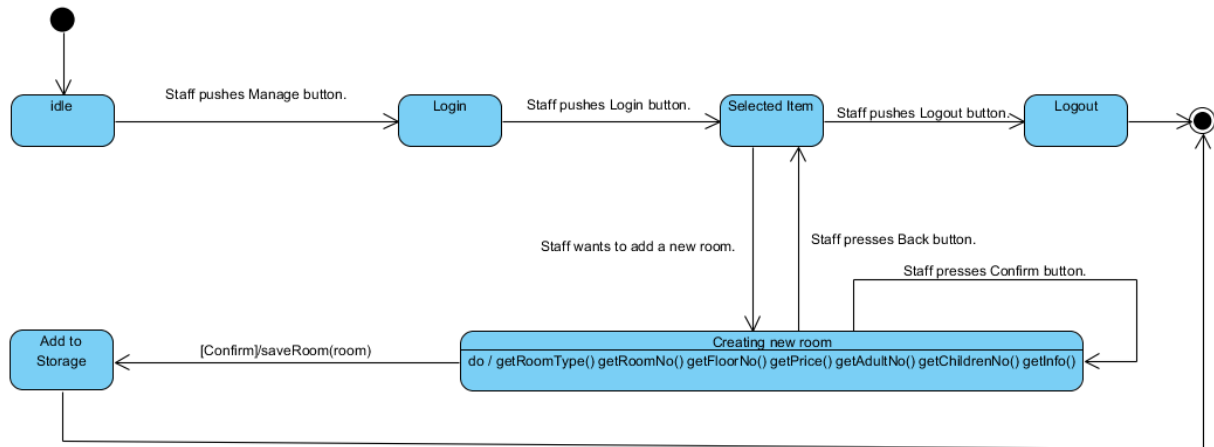 idle
Staff pushes Manage button.
Login
Staff pushes Login button.
Selected Item
Staff pushes Logout button.
Logout
Staff wants to add a new room.
Staff presses Back button.
Staff presses Confirm button.
Add to
Storage
[Confirm]/saveRoom(room)
Creating new room
do / getRoomType() getRoomNo() getFloorNo() getPrice() getAdultNo() getChildrenNo() getInfo()